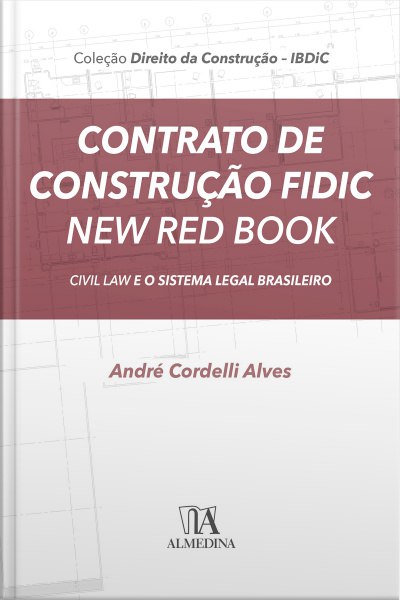 Coleção Direito da Construção – IBDiC
CONTRATO DE
CONSTRUÇÃO FIDIC
NEW RED BOOK
CIVIL LAW E O SISTEMA LEGAL BRASILEIRO
André Cordelli Alves
ALMEDINA